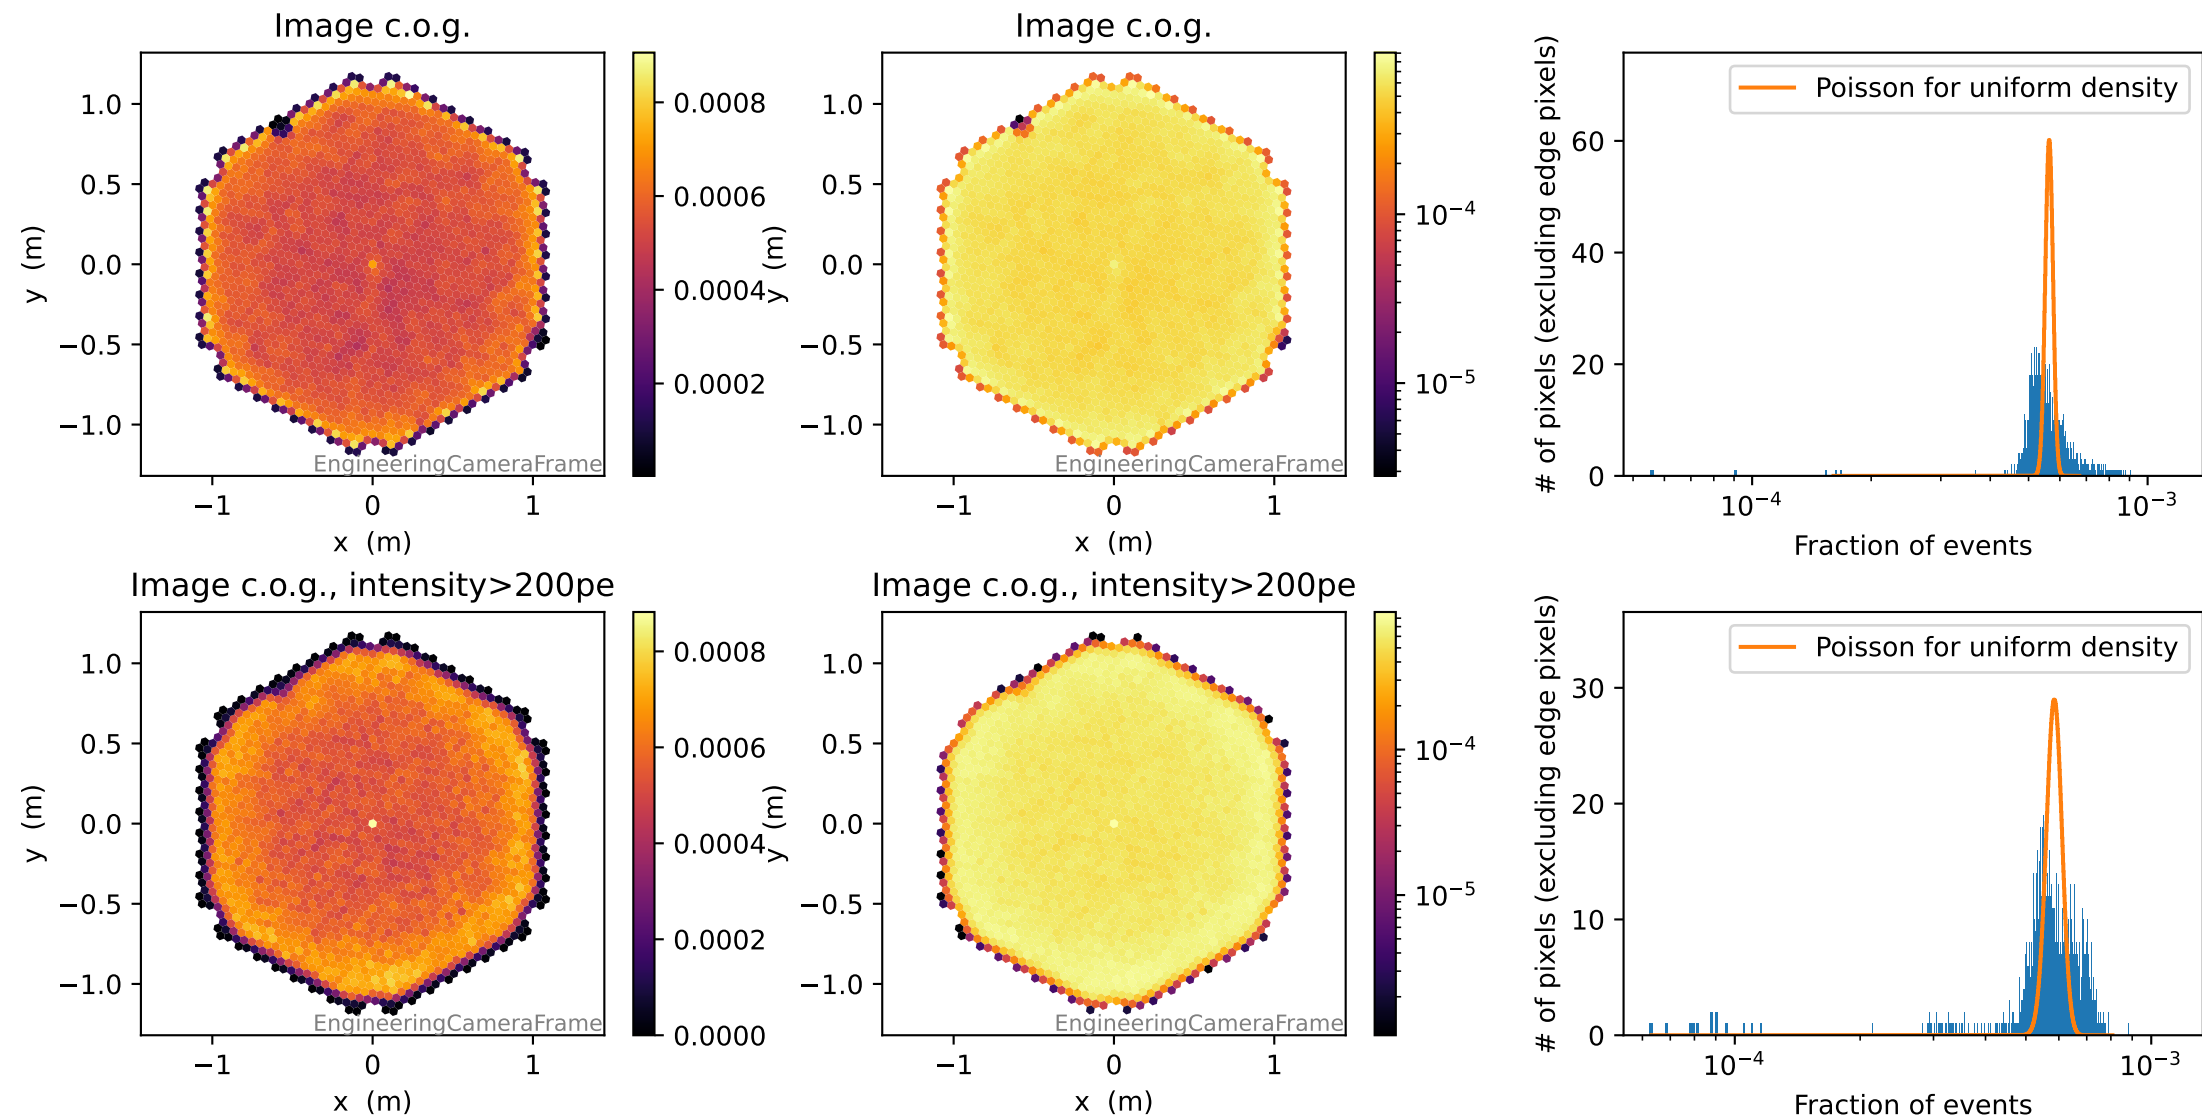 Image c.o.g.
1.0
0.5
0.0
−0.5
−1.0
y (m)
−1
0
1
x (m)
EngineeringCameraFrame
0.0008
0.0006
0.0004
0.0002
Image c.o.g.
1.0
0.5
0.0
−0.5
−1.0
y (m)
−1
0
1
x (m)
EngineeringCameraFrame
10⁻⁴
10⁻⁵
# of pixels (excluding edge pixels)
60
40
20
0
Poisson for uniform density
10⁻⁴
10⁻³
Fraction of events
Image c.o.g., intensity>200pe
1.0
0.5
0.0
−0.5
−1.0
y (m)
−1
0
1
x (m)
EngineeringCameraFrame
0.0008
0.0006
0.0004
0.0002
0.0000
Image c.o.g., intensity>200pe
1.0
0.5
0.0
−0.5
−1.0
y (m)
−1
0
1
x (m)
EngineeringCameraFrame
10⁻⁴
10⁻⁵
# of pixels (excluding edge pixels)
30
20
10
0
Poisson for uniform density
10⁻⁴
10⁻³
Fraction of events